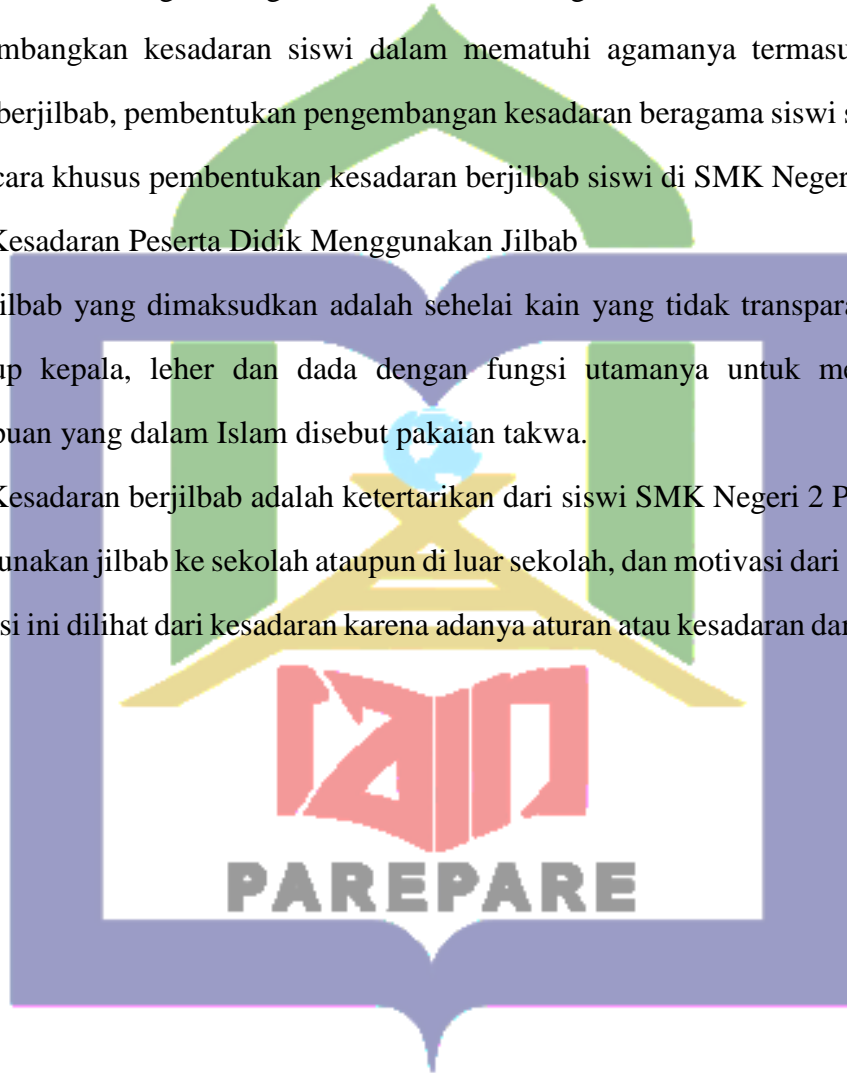 mbangkan kesadaran siswi dalam mematuhi agamanya termasu
berjilbab, pembentukan pengembangan kesadaran beragama siswi s
cara khusus pembentukan kesadaran berjilbab siswi di SMK Neger
Kesadaran Peserta Didik Menggunakan Jilbab
ilbab yang dimaksudkan adalah sehelai kain yang tidak transpara
up kepala, leher dan dada dengan fungsi utamanya untuk me
puan yang dalam Islam disebut pakaian takwa.
Kesadaran berjilbab adalah ketertarikan dari siswi SMK Negeri 2 P
unakan jilbab ke sekolah ataupun di luar sekolah, dan motivasi dari
si ini dilihat dari kesadaran karena adanya aturan atau kesadaran dar
iain
PAREPARE